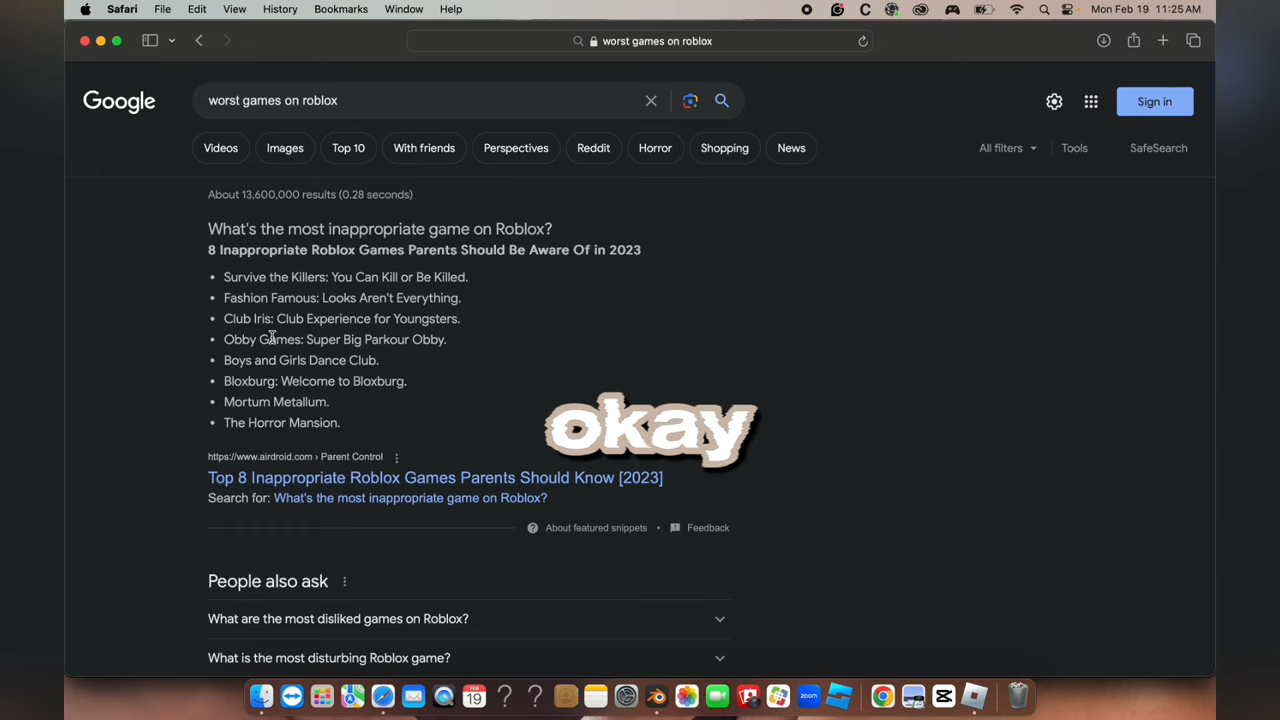 Safari File Edit View History Bookmarks Window Help Mon Feb 19 11:25 AM
worst games on roblox
Google worst games on roblox Sign in
Videos Images Top 10 With friends Perspectives Reddit Horror Shopping News All filters Tools SafeSearch
About 13,600,000 results (0.28 seconds)
What's the most inappropriate game on Roblox?
8 Inappropriate Roblox Games Parents Should Be Aware Of in 2023
• Survive the Killers: You Can Kill or Be Killed.
• Fashion Famous: Looks Aren't Everything.
• Club Iris: Club Experience for Youngsters.
• Obby Games: Super Big Parkour Obby.
• Boys and Girls Dance Club.
• Bloxburg: Welcome to Bloxburg.
• Mortum Metallum.
• The Horror Mansion.
okay
https://www.airdroid.com › Parent Control
Top 8 Inappropriate Roblox Games Parents Should Know [2023]
Search for: What's the most inappropriate game on Roblox?
About featured snippets • Feedback
People also ask
What are the most disliked games on Roblox?
What is the most disturbing Roblox game?
FEB 19 zoom